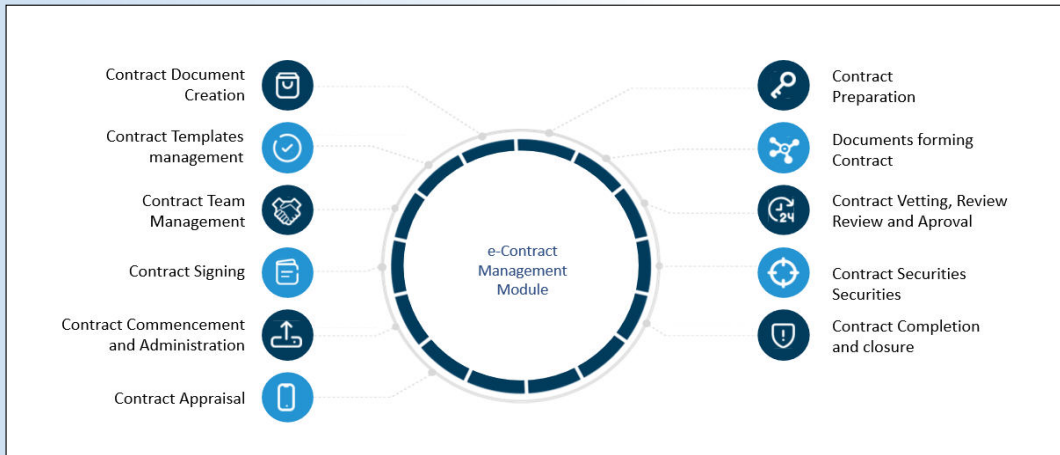 Contract Document
Creation
Contract Templates
management
Contract Team
Management
Contract Signing
Contract Commencement
and Administration
Contract Appraisal
e-Contract
Management
Module
Contract
Preparation
Documents forming
Contract
24
Contract Vetting, Review
Review and Aproval
Contract Securities
Securities
Contract Completion
and closure